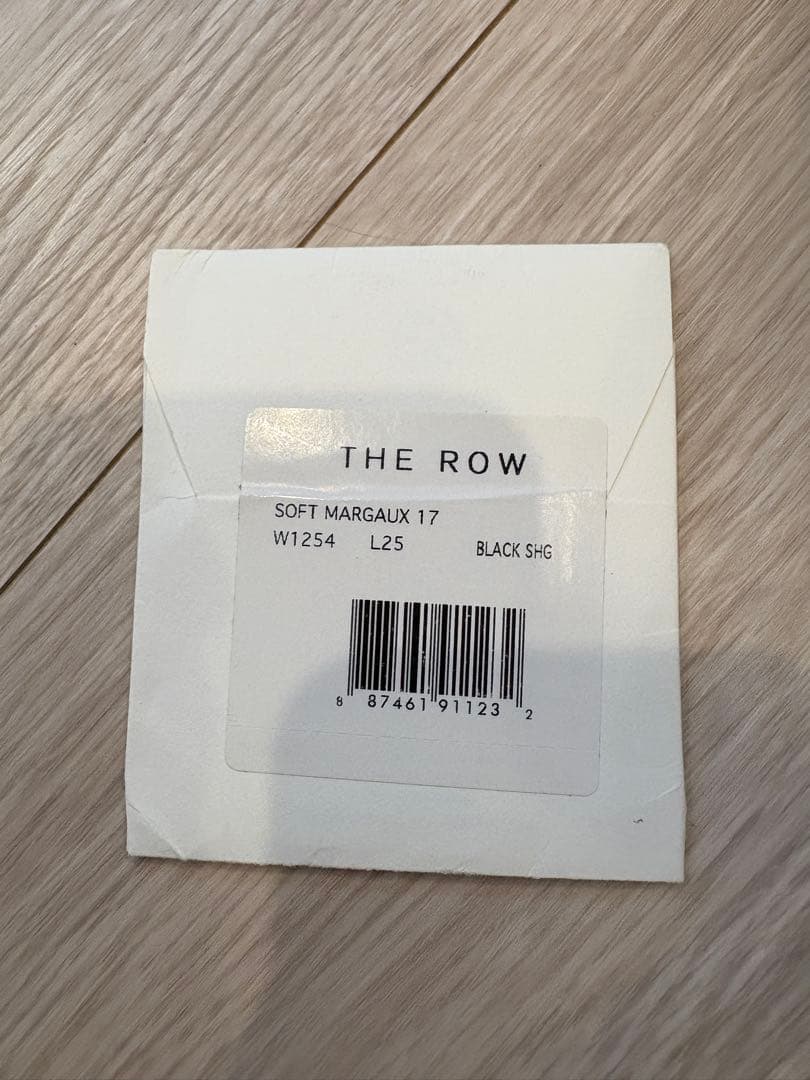 THE ROW
SOFT MARGAUX 17
W1254 L25 BLACK SHG
8 87461 91123 2